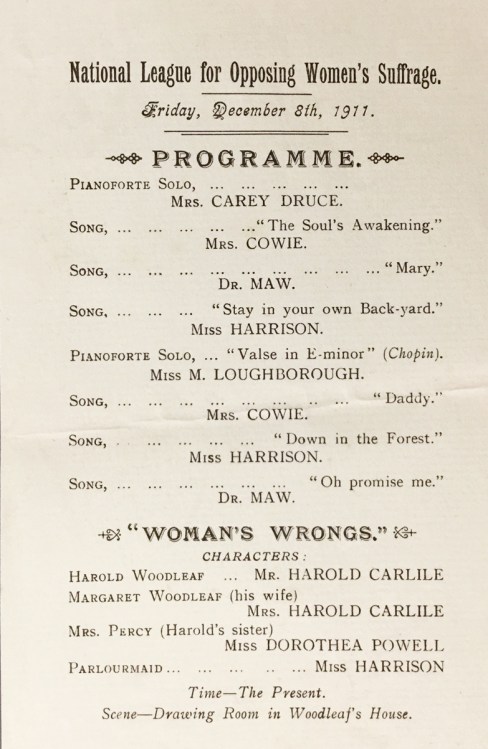 National League for Opposing Women's Suffrage.
Friday, December 8th, 1911.
PROGRAMME.
PIANOFORTE SOLO, ... ... ... ... ...
MRS. CAREY DRUCE.
SONG, ... ... ... ... ..."The Soul's Awakening."
MRS. COWIE.
SONG, ... ... ... ... ... ... ... ... ... "Mary."
DR. MAW.
SONG. ... ... ... "Stay in your own Back-yard."
MISS HARRISON.
PIANOFORTE SOLO, ... "Valse in E-minor" (Chopin).
MISS M. LOUGHBOROUGH.
SONG, ... ... ... ... ... ... ... .. ... "Daddy."
MRS. COWIE.
SONG, . ... ... ... ... ... "Down in the Forest."
MISS HARRISON.
SONG, ... ... ... ... ... ... ... "Oh promise me."
DR. MAW.
"WOMAN'S WRONGS."
CHARACTERS:
HAROLD WOODLEAF ... MR. HAROLD CARLILE
MARGARET WOODLEAF (his wife)
MRS. HAROLD CARLILE
MRS. PERCY (Harold's sister)
MISS DOROTHEA POWELL
PARLOURMAID ... ... ... .. ... MISS HARRISON
Time—The Present.
Scene—Drawing Room in Woodleaf's House.